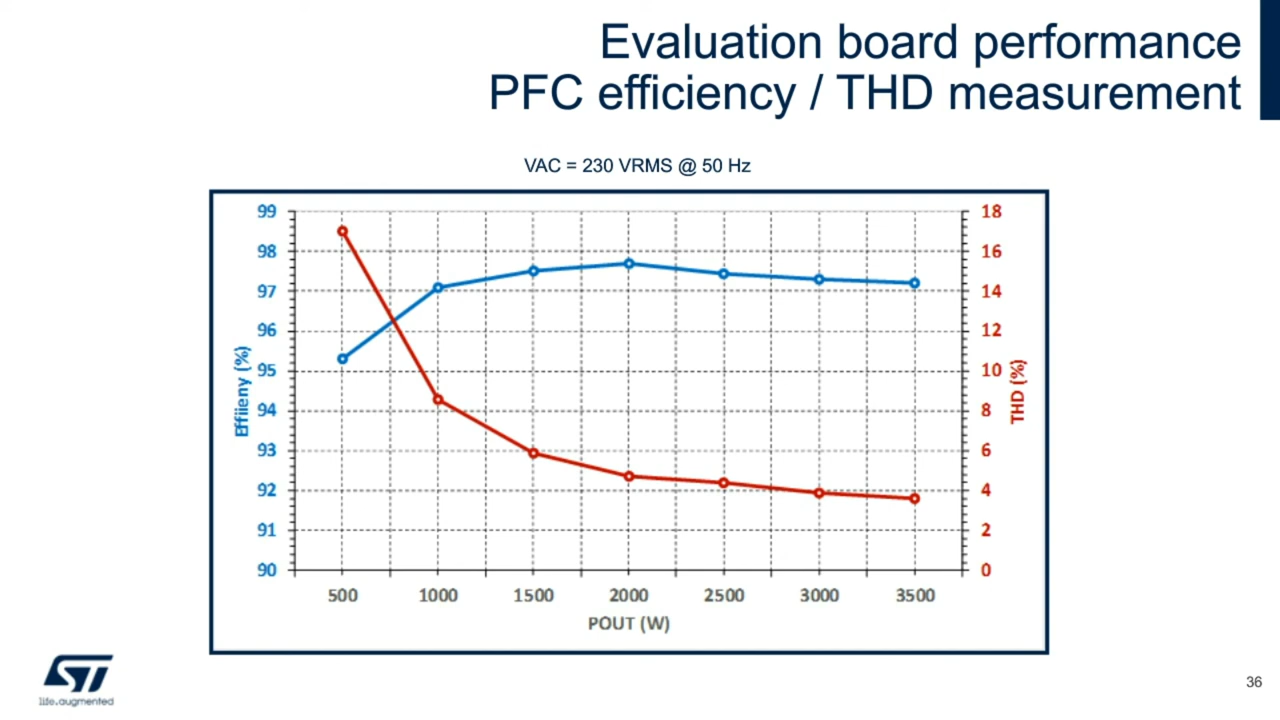 Evaluation board performance
PFC efficiency / THD measurement
VAC = 230 VRMS @ 50 Hz
99
98
97
96
95
94
93
92
91
90
Effiieny (%)
18
16
14
12
10
8
6
4
2
0
THD (%)
500 1000 1500 2000 2500 3000 3500
POUT (W)
ST
life.augmented
36